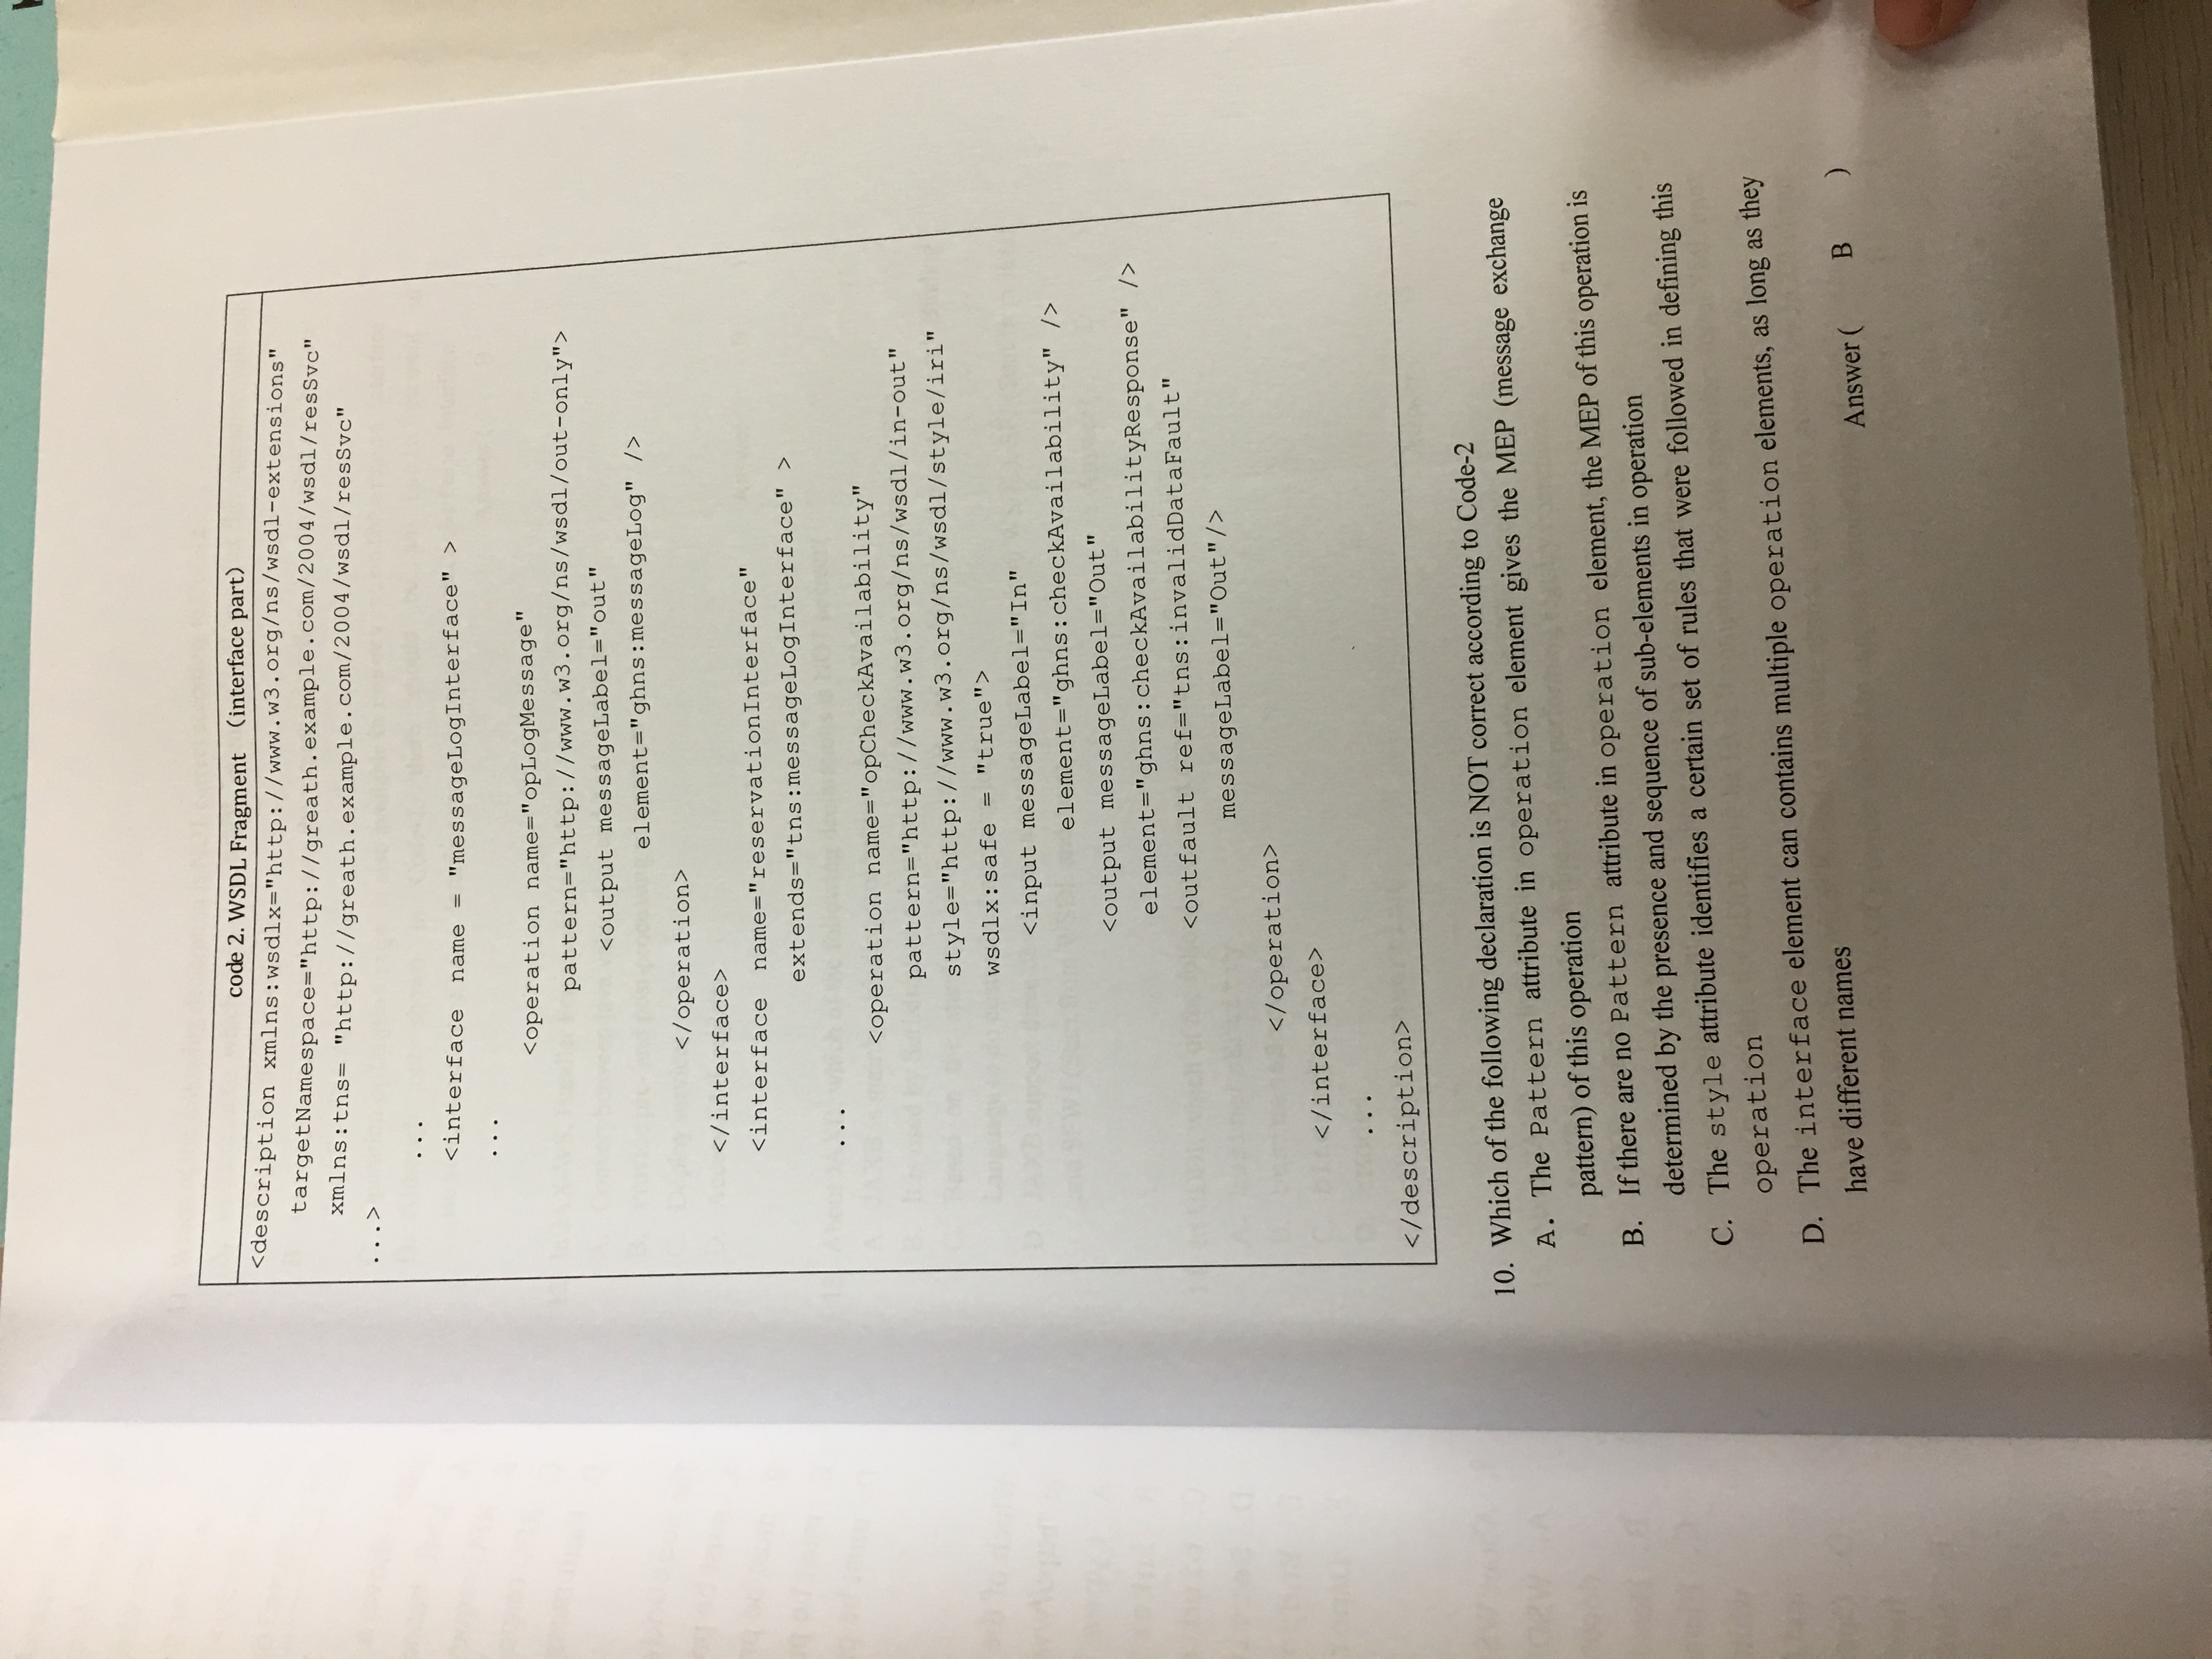 code 2. WSDL Fragment （interface part）
<description xmlns:wsdlx="http://www.w3.org/ns/wsdl-extensions"
targetNamespace="http://greath.example.com/2004/wsdl/resSvc"
xmlns:tns= "http://greath.example.com/2004/wsdl/resSvc"
...>
...
<interface name = "messageLogInterface" >
...
<operation name="opLogMessage"
pattern="http://www.w3.org/ns/wsdl/out-only">
<output messageLabel="out"
element="ghns:messageLog" />
</operation>
</interface>
<interface name="reservationInterface"
extends="tns:messageLogInterface" >
...
<operation name="opCheckAvailability"
pattern="http://www.w3.org/ns/wsdl/in-out"
style="http://www.w3.org/ns/wsdl/style/iri"
wsdlx:safe = "true">
<input messageLabel="In"
element="ghns:checkAvailability" />
<output messageLabel="Out"
element="ghns:checkAvailabilityResponse" />
<outfault ref="tns:invalidDataFault"
messageLabel="Out"/>
</operation>
</interface>
...
</description>
10. Which of the following declaration is NOT correct according to Code-2
A. The Pattern attribute in operation element gives the MEP (message exchange
pattern) of this operation
B. If there are no Pattern attribute in operation element, the MEP of this operation is
determined by the presence and sequence of sub-elements in operation
C. The style attribute identifies a certain set of rules that were followed in defining this
operation
D. The interface element can contains multiple operation elements, as long as they
have different names
Answer ( B )